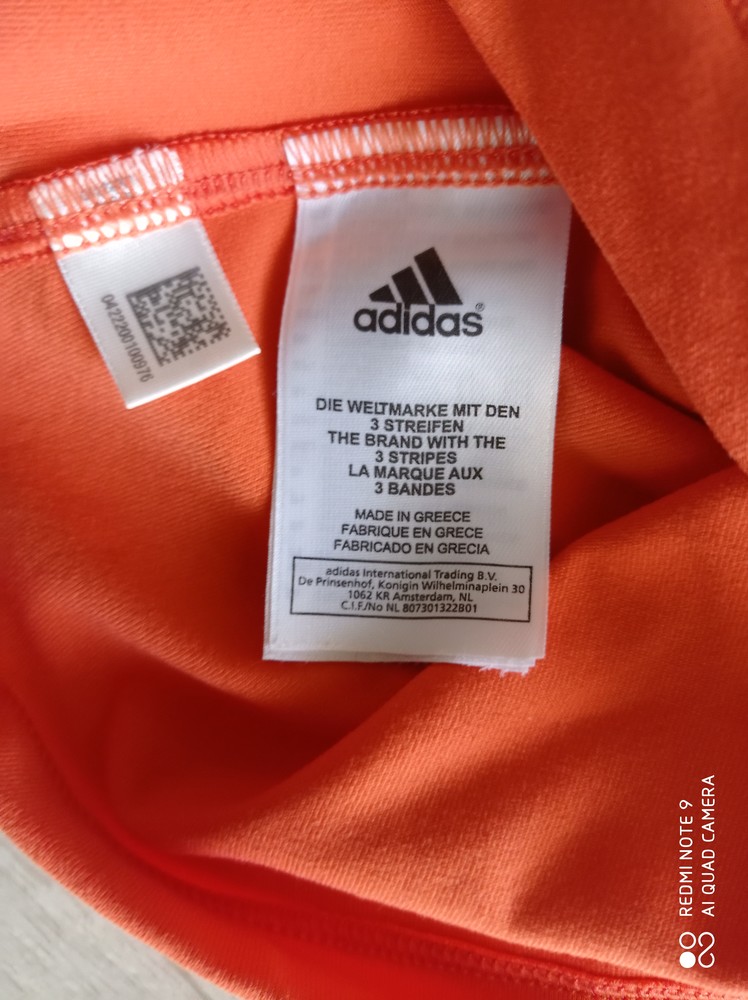 0422200100976
adidas®
DIE WELTMARKE MIT DEN
3 STREIFEN
THE BRAND WITH THE
3 STRIPES
LA MARQUE AUX
3 BANDES
MADE IN GREECE
FABRIQUE EN GRECE
FABRICADO EN GRECIA
adidas International Trading B.V.
De Prinsenhof, Konigin Wilhelminaplein 30
1062 KR Amsterdam, NL
C.I.F./No NL 807301322B01
REDMI NOTE 9
AI QUAD CAMERA